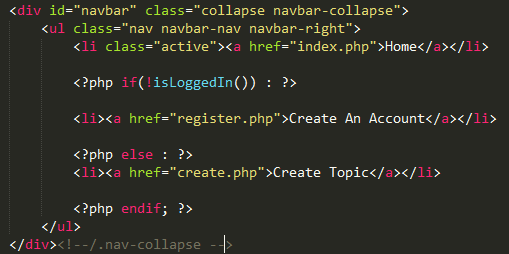 <div id="navbar" class="collapse navbar-collapse">
<ul class="nav navbar-nav navbar-right">
<li class="active"><a href="index.php">Home</a></li>
<?php if(!isLoggedIn()) : ?>
<li><a href="register.php">Create An Account</a></li>
<?php else : ?>
<li><a href="create.php">Create Topic</a></li>
<?php endif; ?>
</ul>
</div><!--/.nav-collapse -->